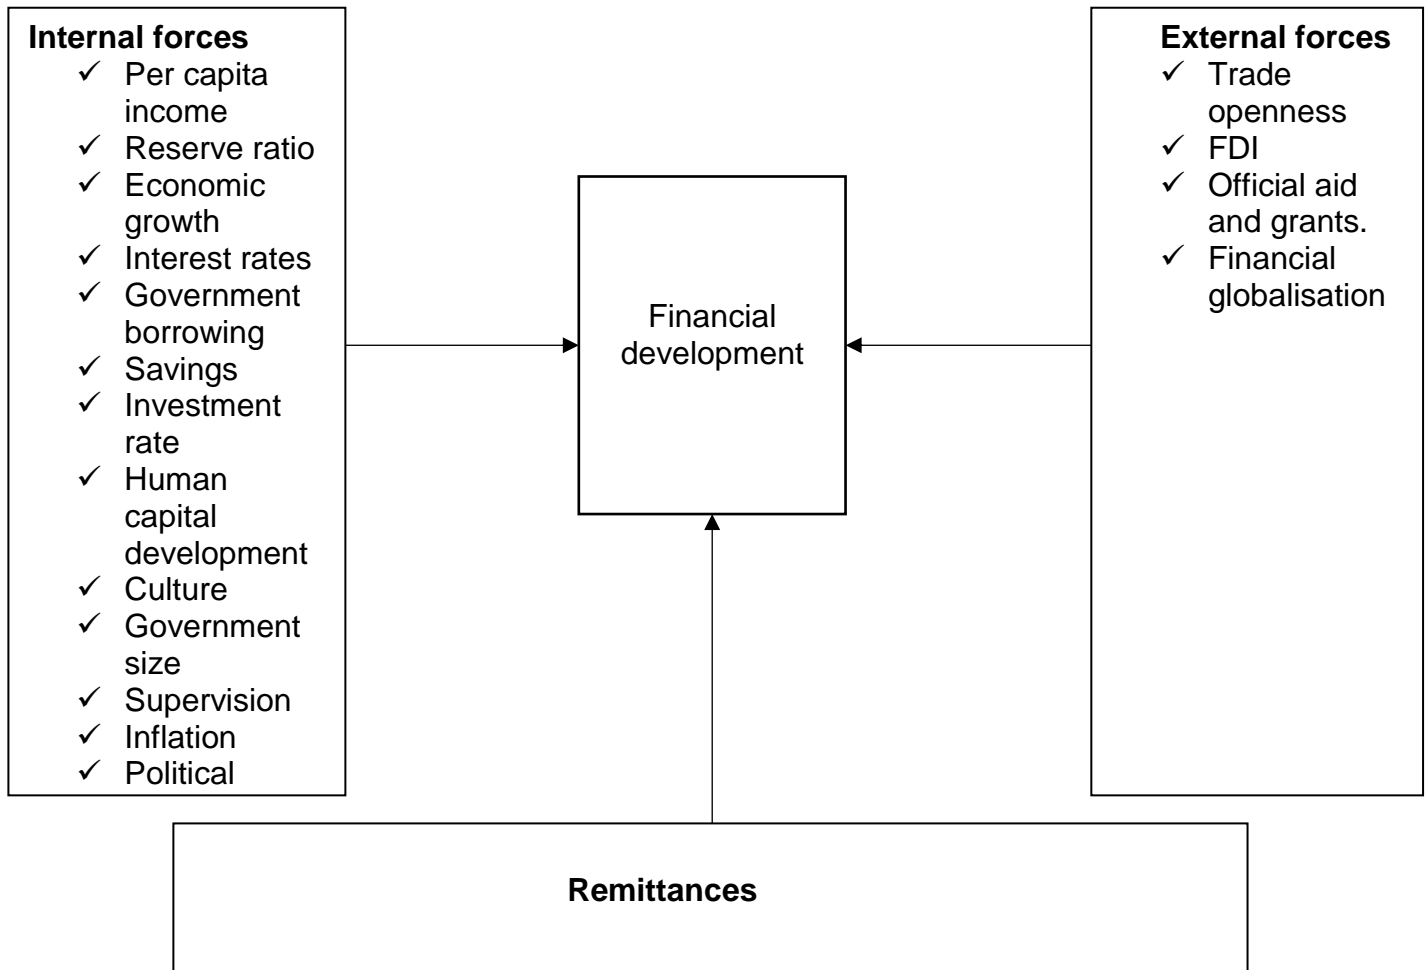 Internal forces
✓ Per capita
income
✓ Reserve ratio
✓ Economic
growth
✓ Interest rates
✓ Government
borrowing
✓ Savings
✓ Investment
rate
✓ Human
capital
development
✓ Culture
✓ Government
size
✓ Supervision
✓ Inflation
✓ Political
Financial
development
External forces
✓ Trade
openness
✓ FDI
✓ Official aid
and grants.
✓ Financial
globalisation
Remittances